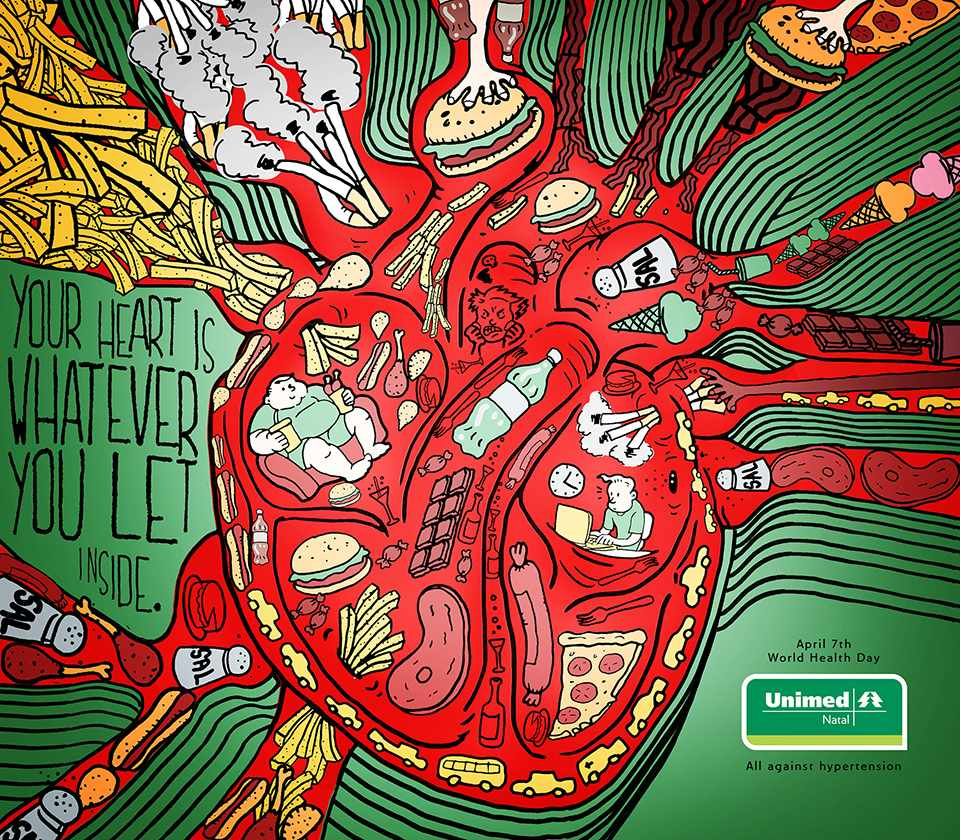 YOUR HEART IS
WHATEVER
YOU LET
INSIDE.
SAL
SAL
SAL
SAL
SAL
April 7th
World Health Day
Unimed
Natal
All against hypertension